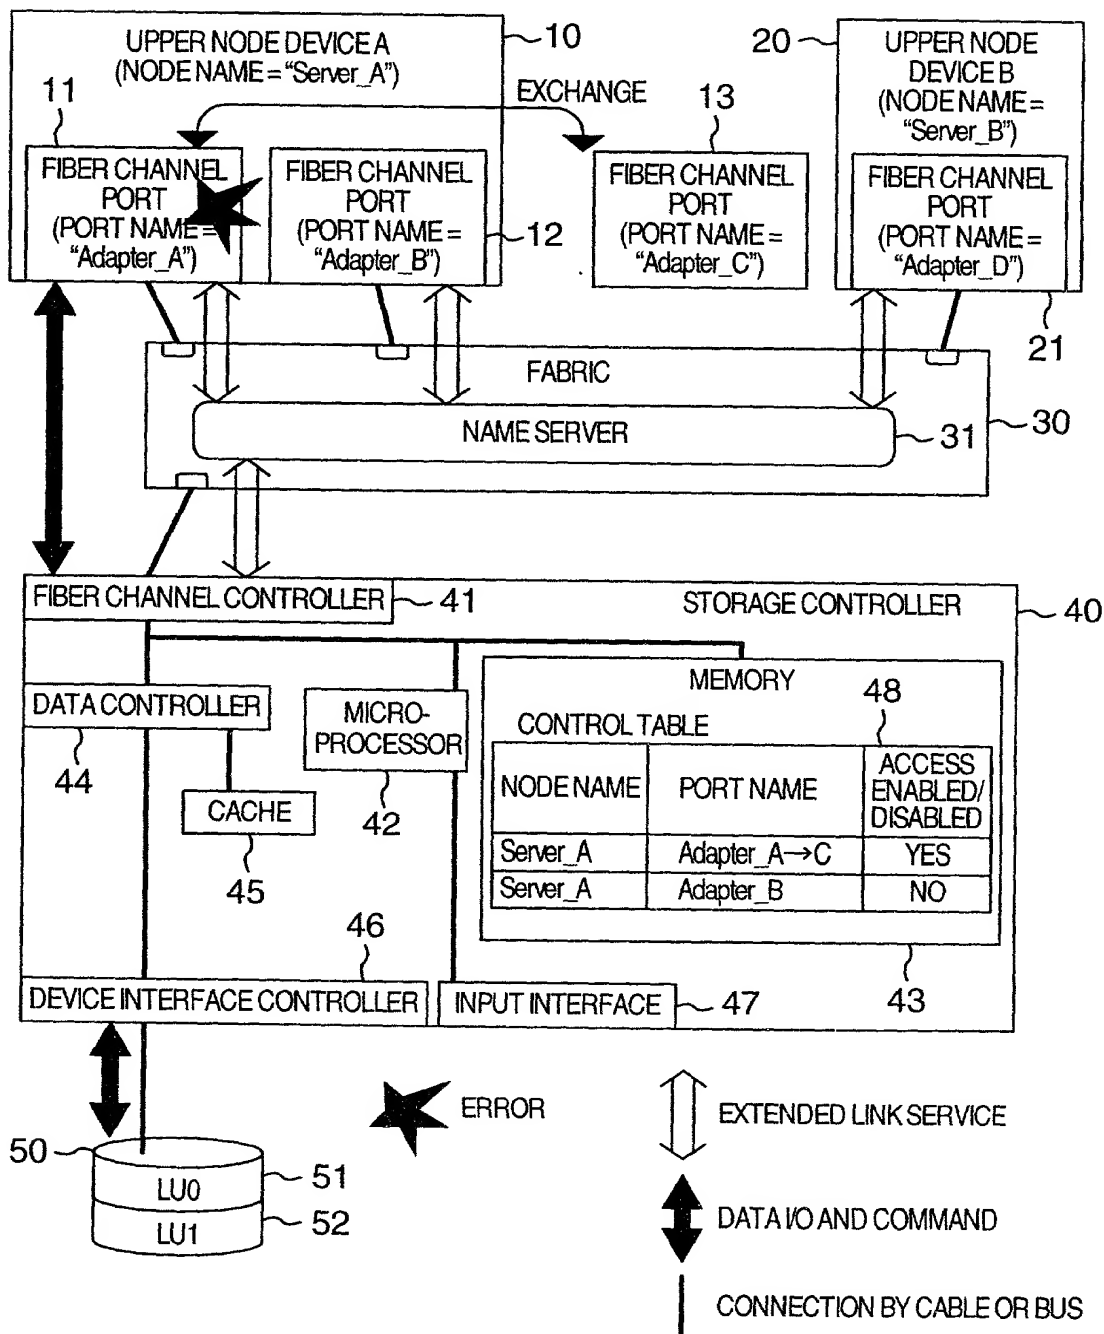 UPPER NODE DEVICE A
(NODE NAME = "Server_A")
10
20
UPPER NODE
DEVICE B
(NODE NAME =
"Server_B")
11
EXCHANGE
13
FIBER CHANNEL
PORT
(PORT NAME =
"Adapter_A")
FIBER CHANNEL
PORT
(PORT NAME =
"Adapter_B")
12
FIBER CHANNEL
PORT
(PORT NAME =
"Adapter_C")
FIBER CHANNEL
PORT
(PORT NAME =
"Adapter_D")
21
FABRIC
NAME SERVER
31
30
FIBER CHANNEL CONTROLLER
41
STORAGE CONTROLLER
40
DATA CONTROLLER
44
CACHE
45
MICRO-
PROCESSOR
42
MEMORY
48
CONTROL TABLE
NODE NAME
PORT NAME
ACCESS
ENABLED/
DISABLED
Server_A
Adapter_A→C
YES
Server_A
Adapter_B
NO
46
43
DEVICE INTERFACE CONTROLLER
INPUT INTERFACE
47
50
LU0
51
LU1
52
ERROR
EXTENDED LINK SERVICE
DATA I/O AND COMMAND
CONNECTION BY CABLE OR BUS